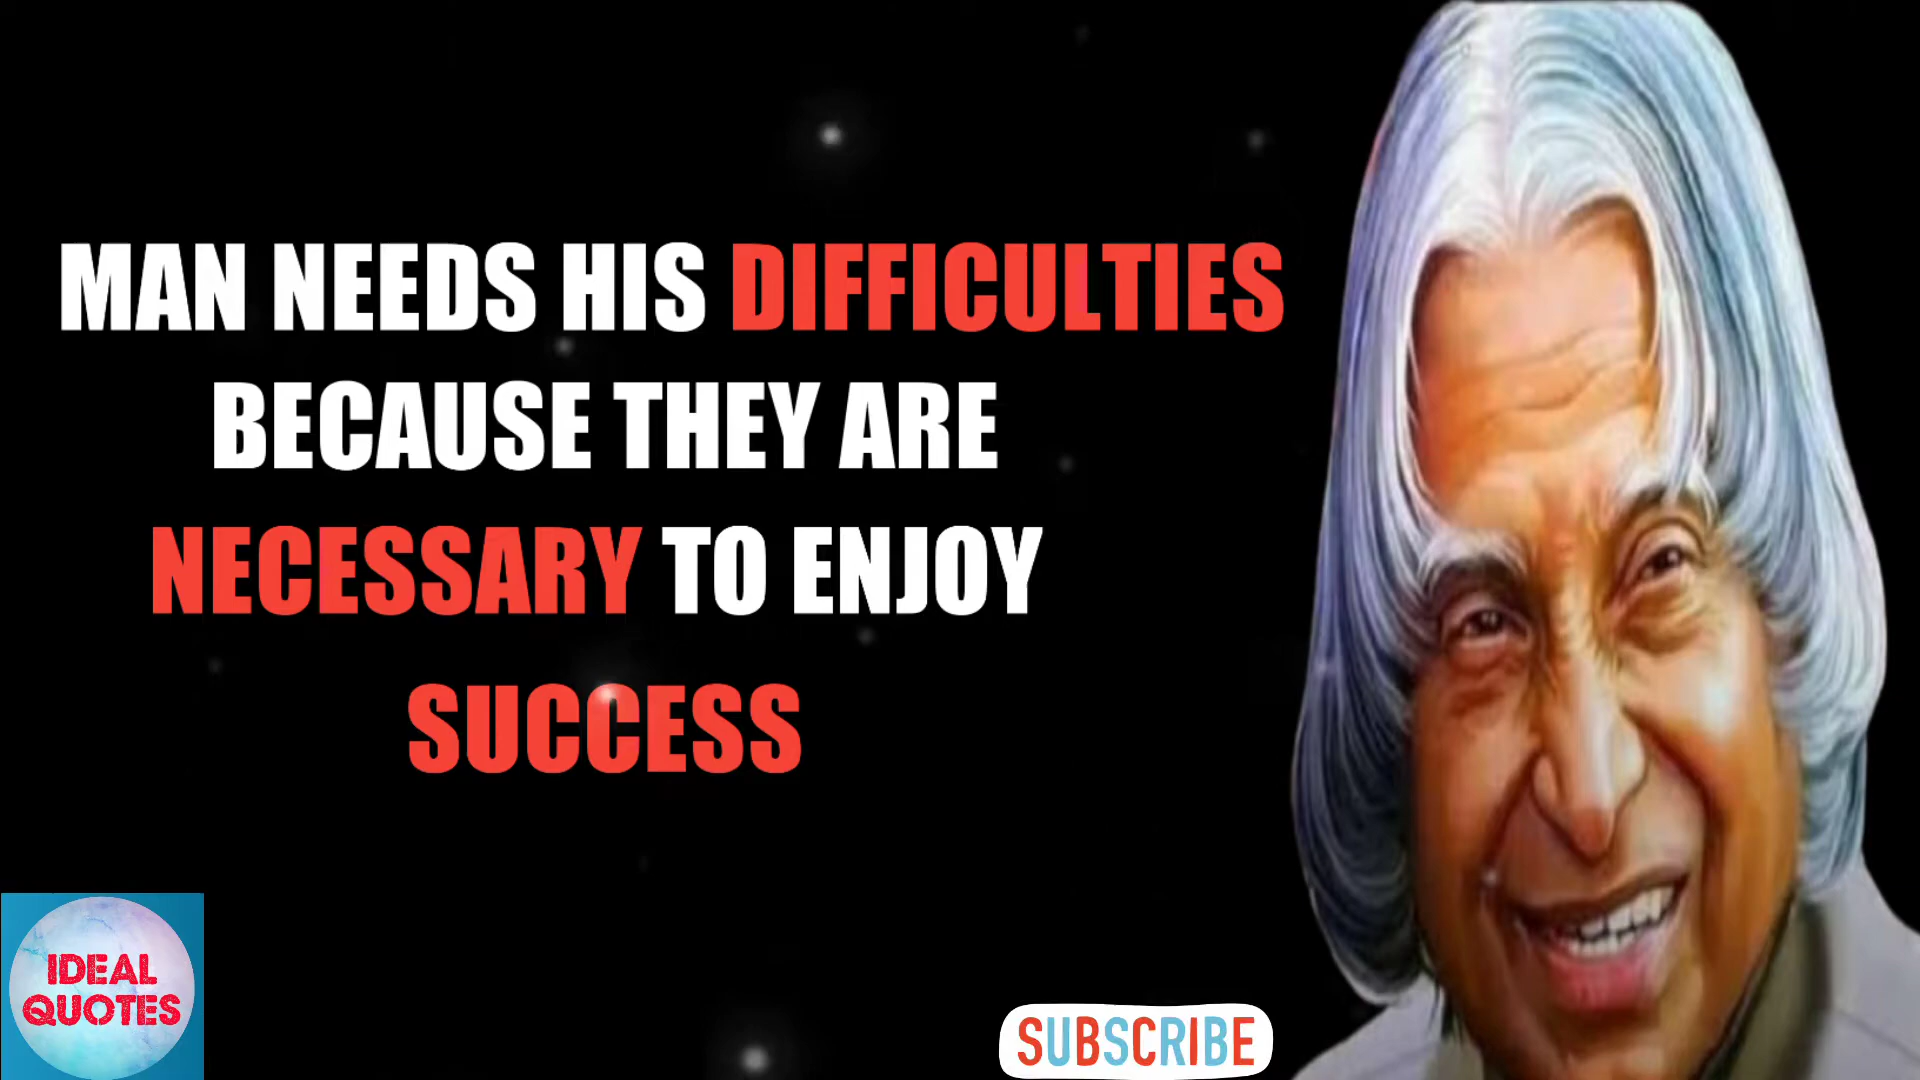 MAN NEEDS HIS DIFFICULTIES
BECAUSE THEY ARE
NECESSARY TO ENJOY
SUCCESS
IDEAL
QUOTES
SUBSCRIBE